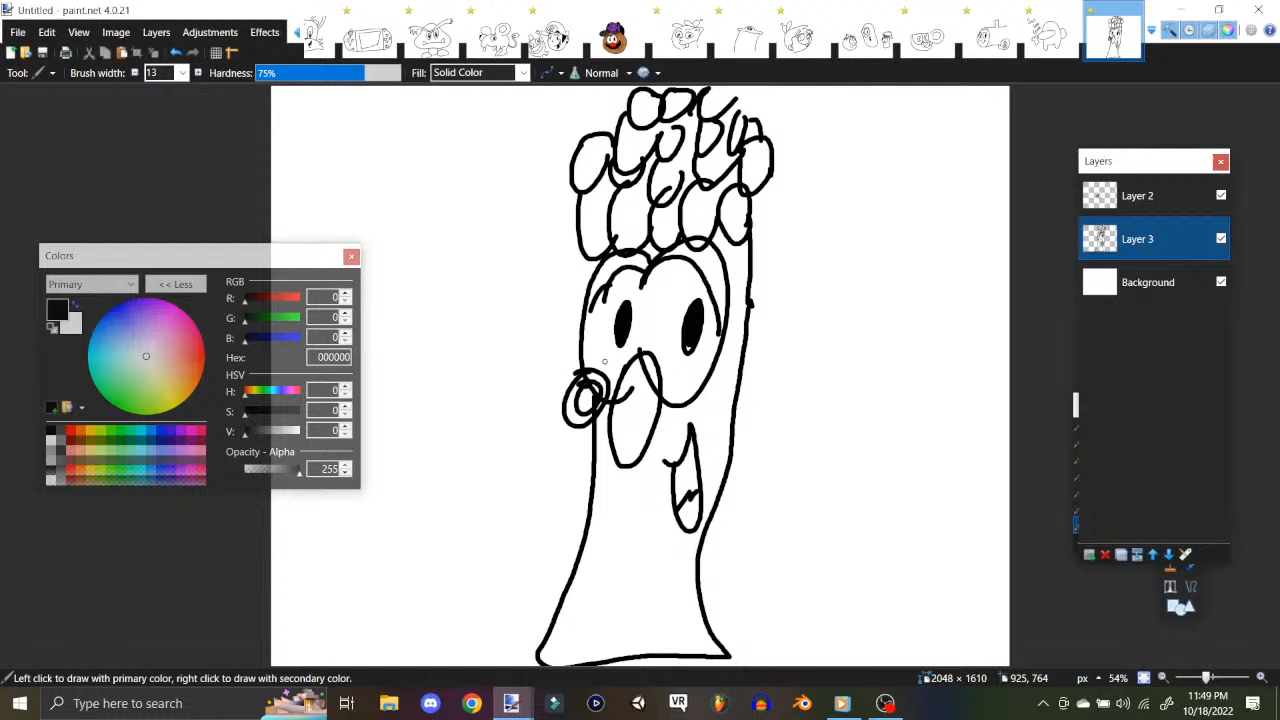 Untitled - paint.net 4.0.21
File Edit View Image Layers Adjustments Effects
Tool: Brush width: 13 Hardness: 75% Fill: Solid Color Normal
Layers
Layer 2
Layer 3
Background
Colors
Primary << Less
RGB
R: 0
G: 0
B: 0
Hex: 000000
HSV
H: 0
S: 0
V: 0
Opacity - Alpha
255
Left click to draw with primary color, right click to draw with secondary color. 2048 × 1610 925, 764 px 54%
Type here to search VR 11:49 PM
10/18/2022